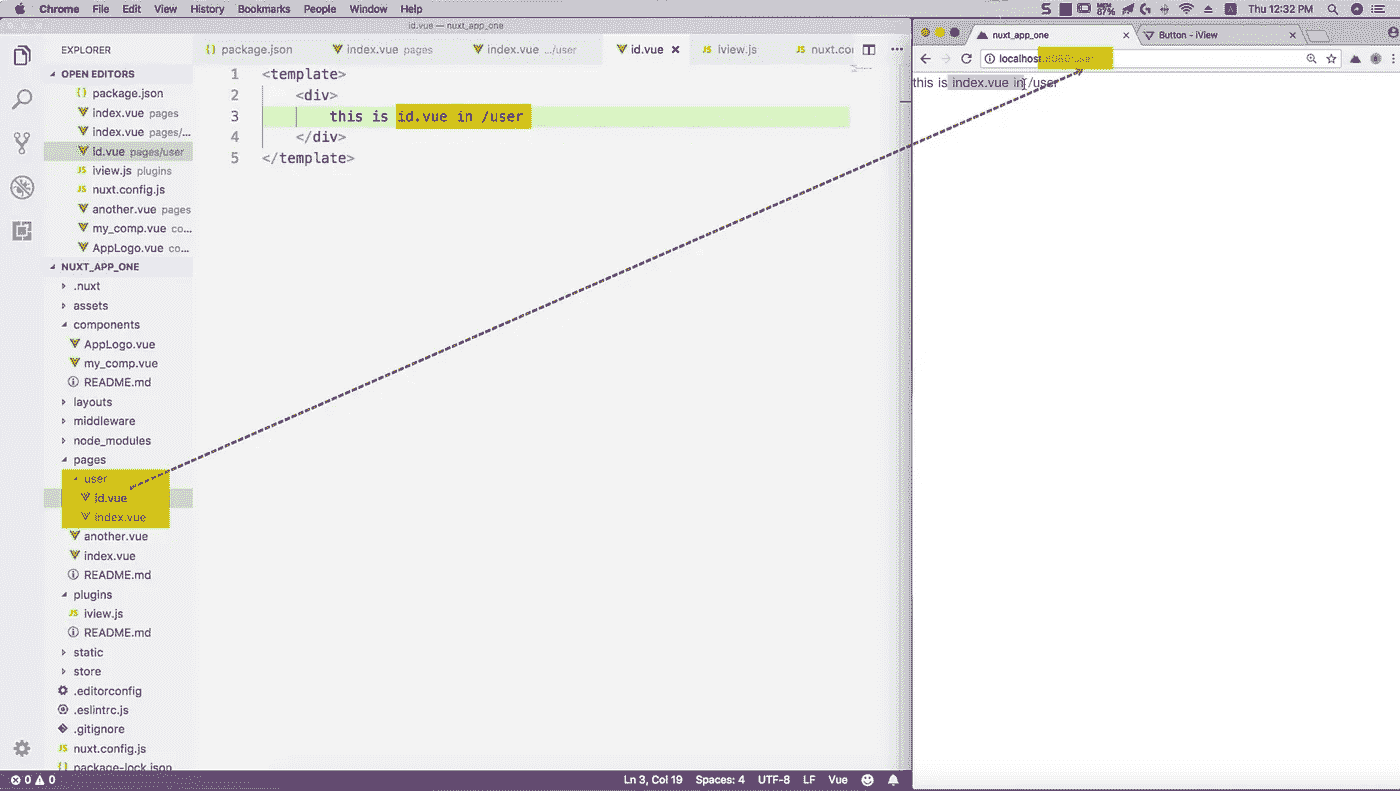 Chrome File Edit View History Bookmarks People Window Help
MEM 87% Thu 12:32 PM
id.vue — nuxt_app_one
EXPLORER
OPEN EDITORS
{} package.json
index.vue pages
index.vue pages/...
id.vue pages/user
JS iview.js plugins
JS nuxt.config.js
another.vue pages
my_comp.vue co...
AppLogo.vue co...
NUXT_APP_ONE
.nuxt
assets
components
AppLogo.vue
my_comp.vue
README.md
layouts
middleware
node_modules
pages
user
id.vue
index.vue
another.vue
index.vue
README.md
plugins
JS iview.js
README.md
static
store
.editorconfig
.eslintrc.js
.gitignore
JS nuxt.config.js
{} package-lock.json
{} package.json index.vue pages index.vue .../user id.vue JS iview.js JS nuxt.co
1 <template>
2 <div>
3 this is id.vue in /user
4 </div>
5 </template>
0 0 Ln 3, Col 19 Spaces: 4 UTF-8 LF Vue
nuxt_app_one Button - iView
this is index.vue in /user